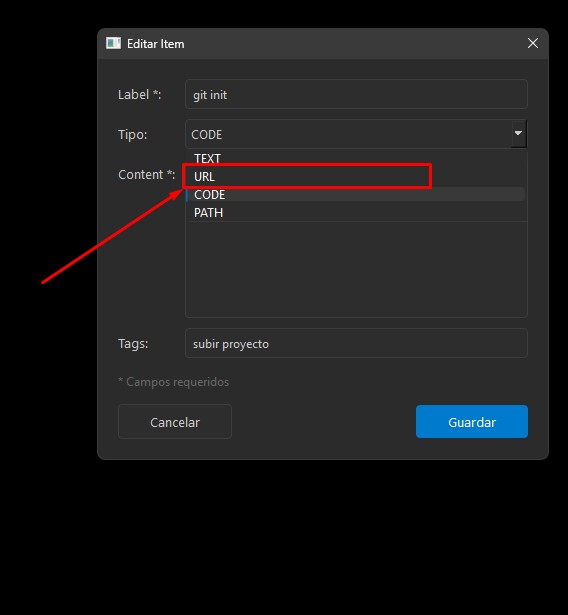 Editar Item
Label *:
git init
Tipo:
CODE
TEXT
Content *:
URL
CODE
PATH
Tags:
subir proyecto
* Campos requeridos
Cancelar
Guardar